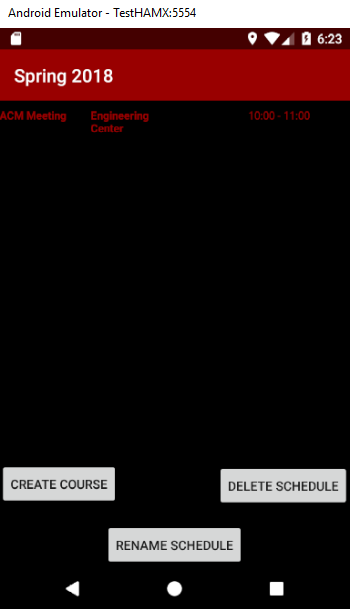 Android Emulator - TestHAMX:5554
6:23
Spring 2018
ACM Meeting Engineering 10:00 - 11:00
Center
CREATE COURSE DELETE SCHEDULE
RENAME SCHEDULE